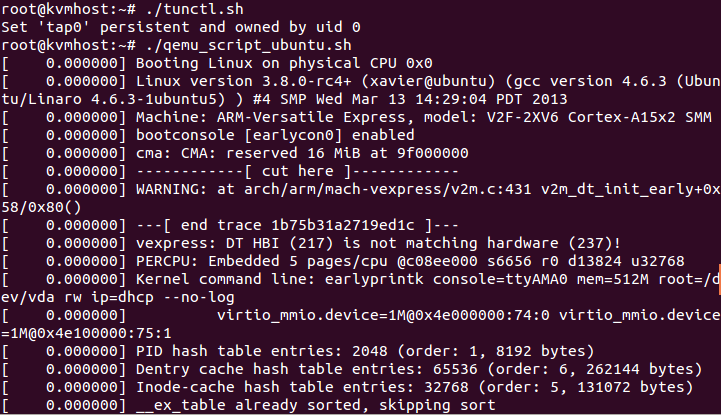 root@kvmhost:~# ./tunctl.sh
Set 'tap0' persistent and owned by uid 0
root@kvmhost:~# ./qemu_script_ubuntu.sh
[    0.000000] Booting Linux on physical CPU 0x0
[    0.000000] Linux version 3.8.0-rc4+ (xavier@ubuntu) (gcc version 4.6.3 (Ubun
tu/Linaro 4.6.3-1ubuntu5) ) #4 SMP Wed Mar 13 14:29:04 PDT 2013
[    0.000000] Machine: ARM-Versatile Express, model: V2F-2XV6 Cortex-A15x2 SMM
[    0.000000] bootconsole [earlycon0] enabled
[    0.000000] cma: CMA: reserved 16 MiB at 9f000000
[    0.000000] ------------[ cut here ]------------
[    0.000000] WARNING: at arch/arm/mach-vexpress/v2m.c:431 v2m_dt_init_early+0x
58/0x80()
[    0.000000] ---[ end trace 1b75b31a2719ed1c ]---
[    0.000000] vexpress: DT HBI (217) is not matching hardware (237)!
[    0.000000] PERCPU: Embedded 5 pages/cpu @c08ee000 s6656 r0 d13824 u32768
[    0.000000] Kernel command line: earlyprintk console=ttyAMA0 mem=512M root=/d
ev/vda rw ip=dhcp --no-log
[    0.000000]         virtio_mmio.device=1M@0x4e000000:74:0 virtio_mmio.device
=1M@0x4e100000:75:1
[    0.000000] PID hash table entries: 2048 (order: 1, 8192 bytes)
[    0.000000] Dentry cache hash table entries: 65536 (order: 6, 262144 bytes)
[    0.000000] Inode-cache hash table entries: 32768 (order: 5, 131072 bytes)
[    0.000000] __ex_table already sorted, skipping sort